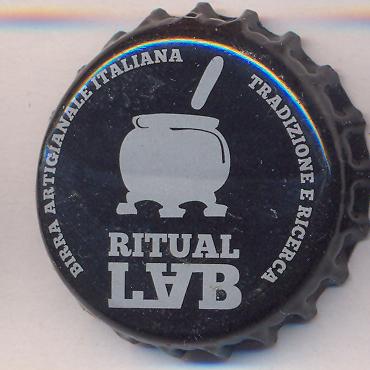 BIRRA ARTIGIANALE ITALIANA
TRADIZIONE E RICERCA
RITUAL
LAB